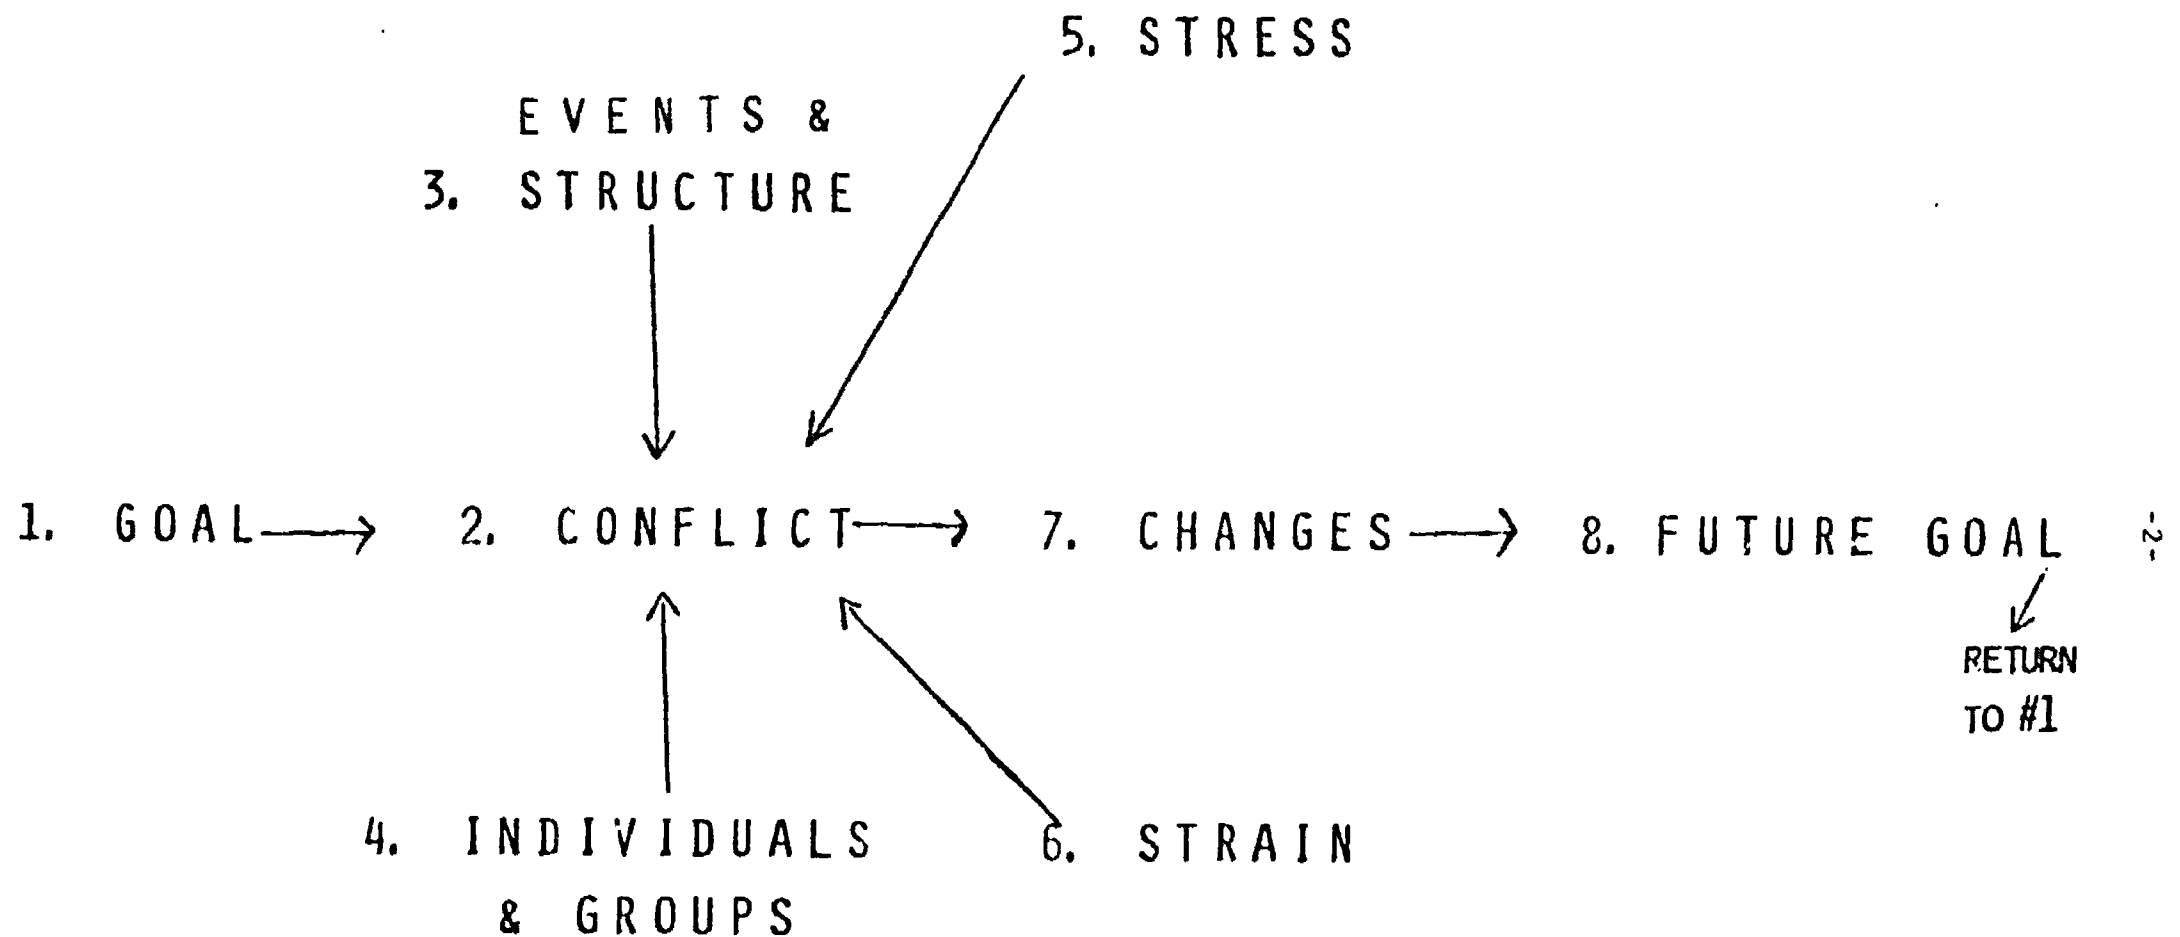 5. STRESS
EVENTS &
3. STRUCTURE
1. GOAL
2. CONFLICT
7. CHANGES
8. FUTURE GOAL
-2-
RETURN
TO #1
4. INDIVIDUALS
& GROUPS
6. STRAIN